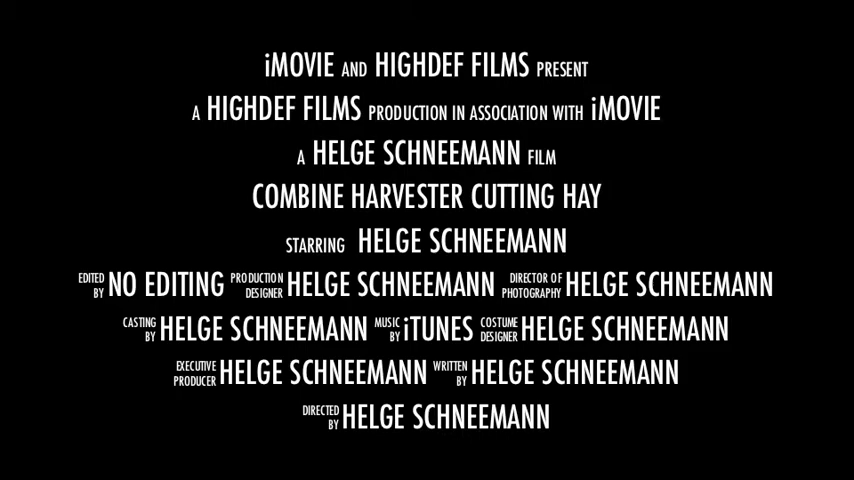 iMOVIE AND HIGHDEF FILMS PRESENT
A HIGHDEF FILMS PRODUCTION IN ASSOCIATION WITH iMOVIE
A HELGE SCHNEEMANN FILM
COMBINE HARVESTER CUTTING HAY
STARRING HELGE SCHNEEMANN
EDITED BY NO EDITING PRODUCTION DESIGNER HELGE SCHNEEMANN DIRECTOR OF PHOTOGRAPHY HELGE SCHNEEMANN
CASTING BY HELGE SCHNEEMANN MUSIC BY iTUNES COSTUME DESIGNER HELGE SCHNEEMANN
EXECUTIVE PRODUCER HELGE SCHNEEMANN WRITTEN BY HELGE SCHNEEMANN
DIRECTED BY HELGE SCHNEEMANN